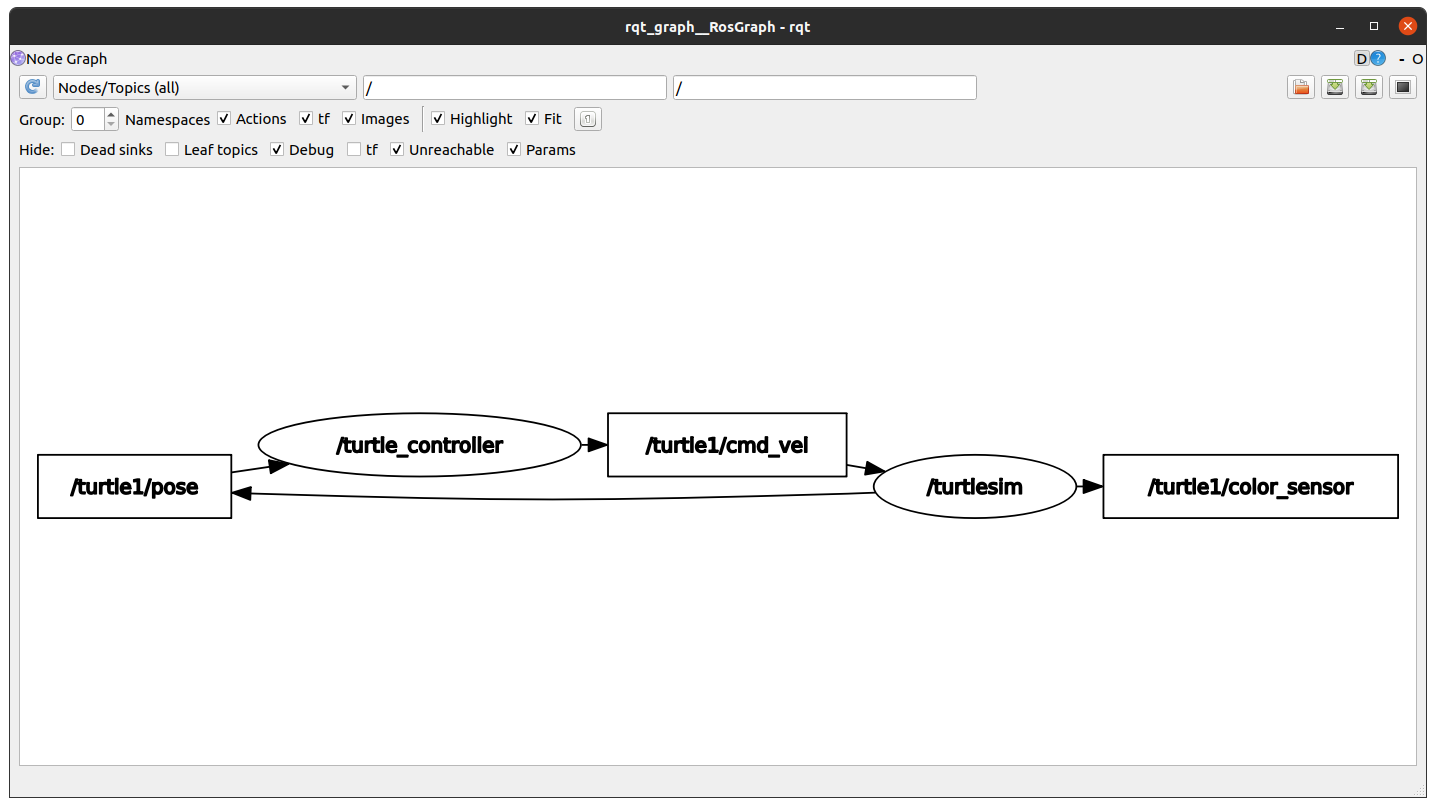 rqt_graph__RosGraph - rqt
Node Graph D ? - O
Nodes/Topics (all) / /
Group: 0 Namespaces Actions tf Images Highlight Fit
Hide: Dead sinks Leaf topics Debug tf Unreachable Params
/turtle_controller /turtle1/cmd_vel
/turtle1/pose /turtlesim /turtle1/color_sensor